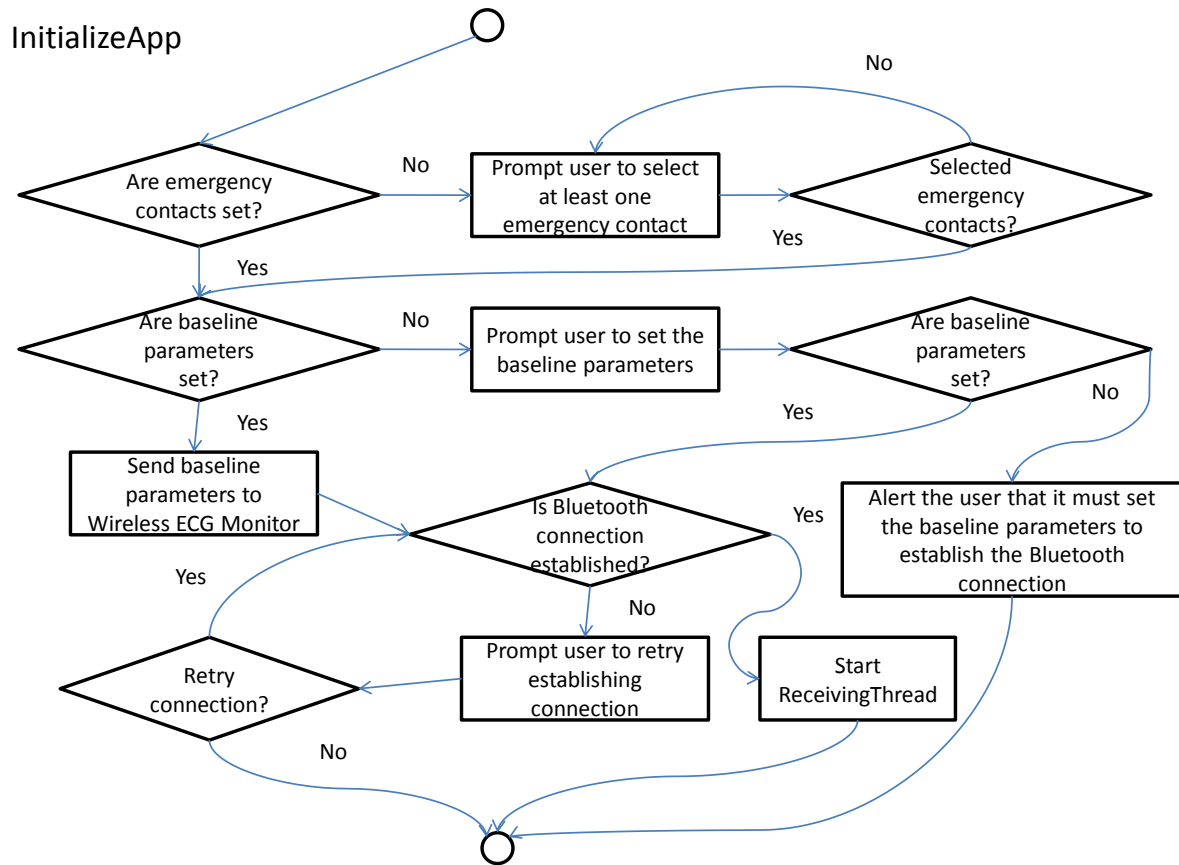 InitializeApp
No
Are emergency
contacts set?
No
Prompt user to select
at least one
emergency contact
Selected
emergency
contacts?
Yes
Yes
Are baseline
parameters
set?
No
Prompt user to set the
baseline parameters
Are baseline
parameters
set?
No
Yes
Yes
Send baseline
parameters to
Wireless ECG Monitor
Is Bluetooth
connection
established?
Yes
Alert the user that it must set
the baseline parameters to
establish the Bluetooth
connection
Yes
No
Retry
connection?
Prompt user to retry
establishing
connection
Start
ReceivingThread
No